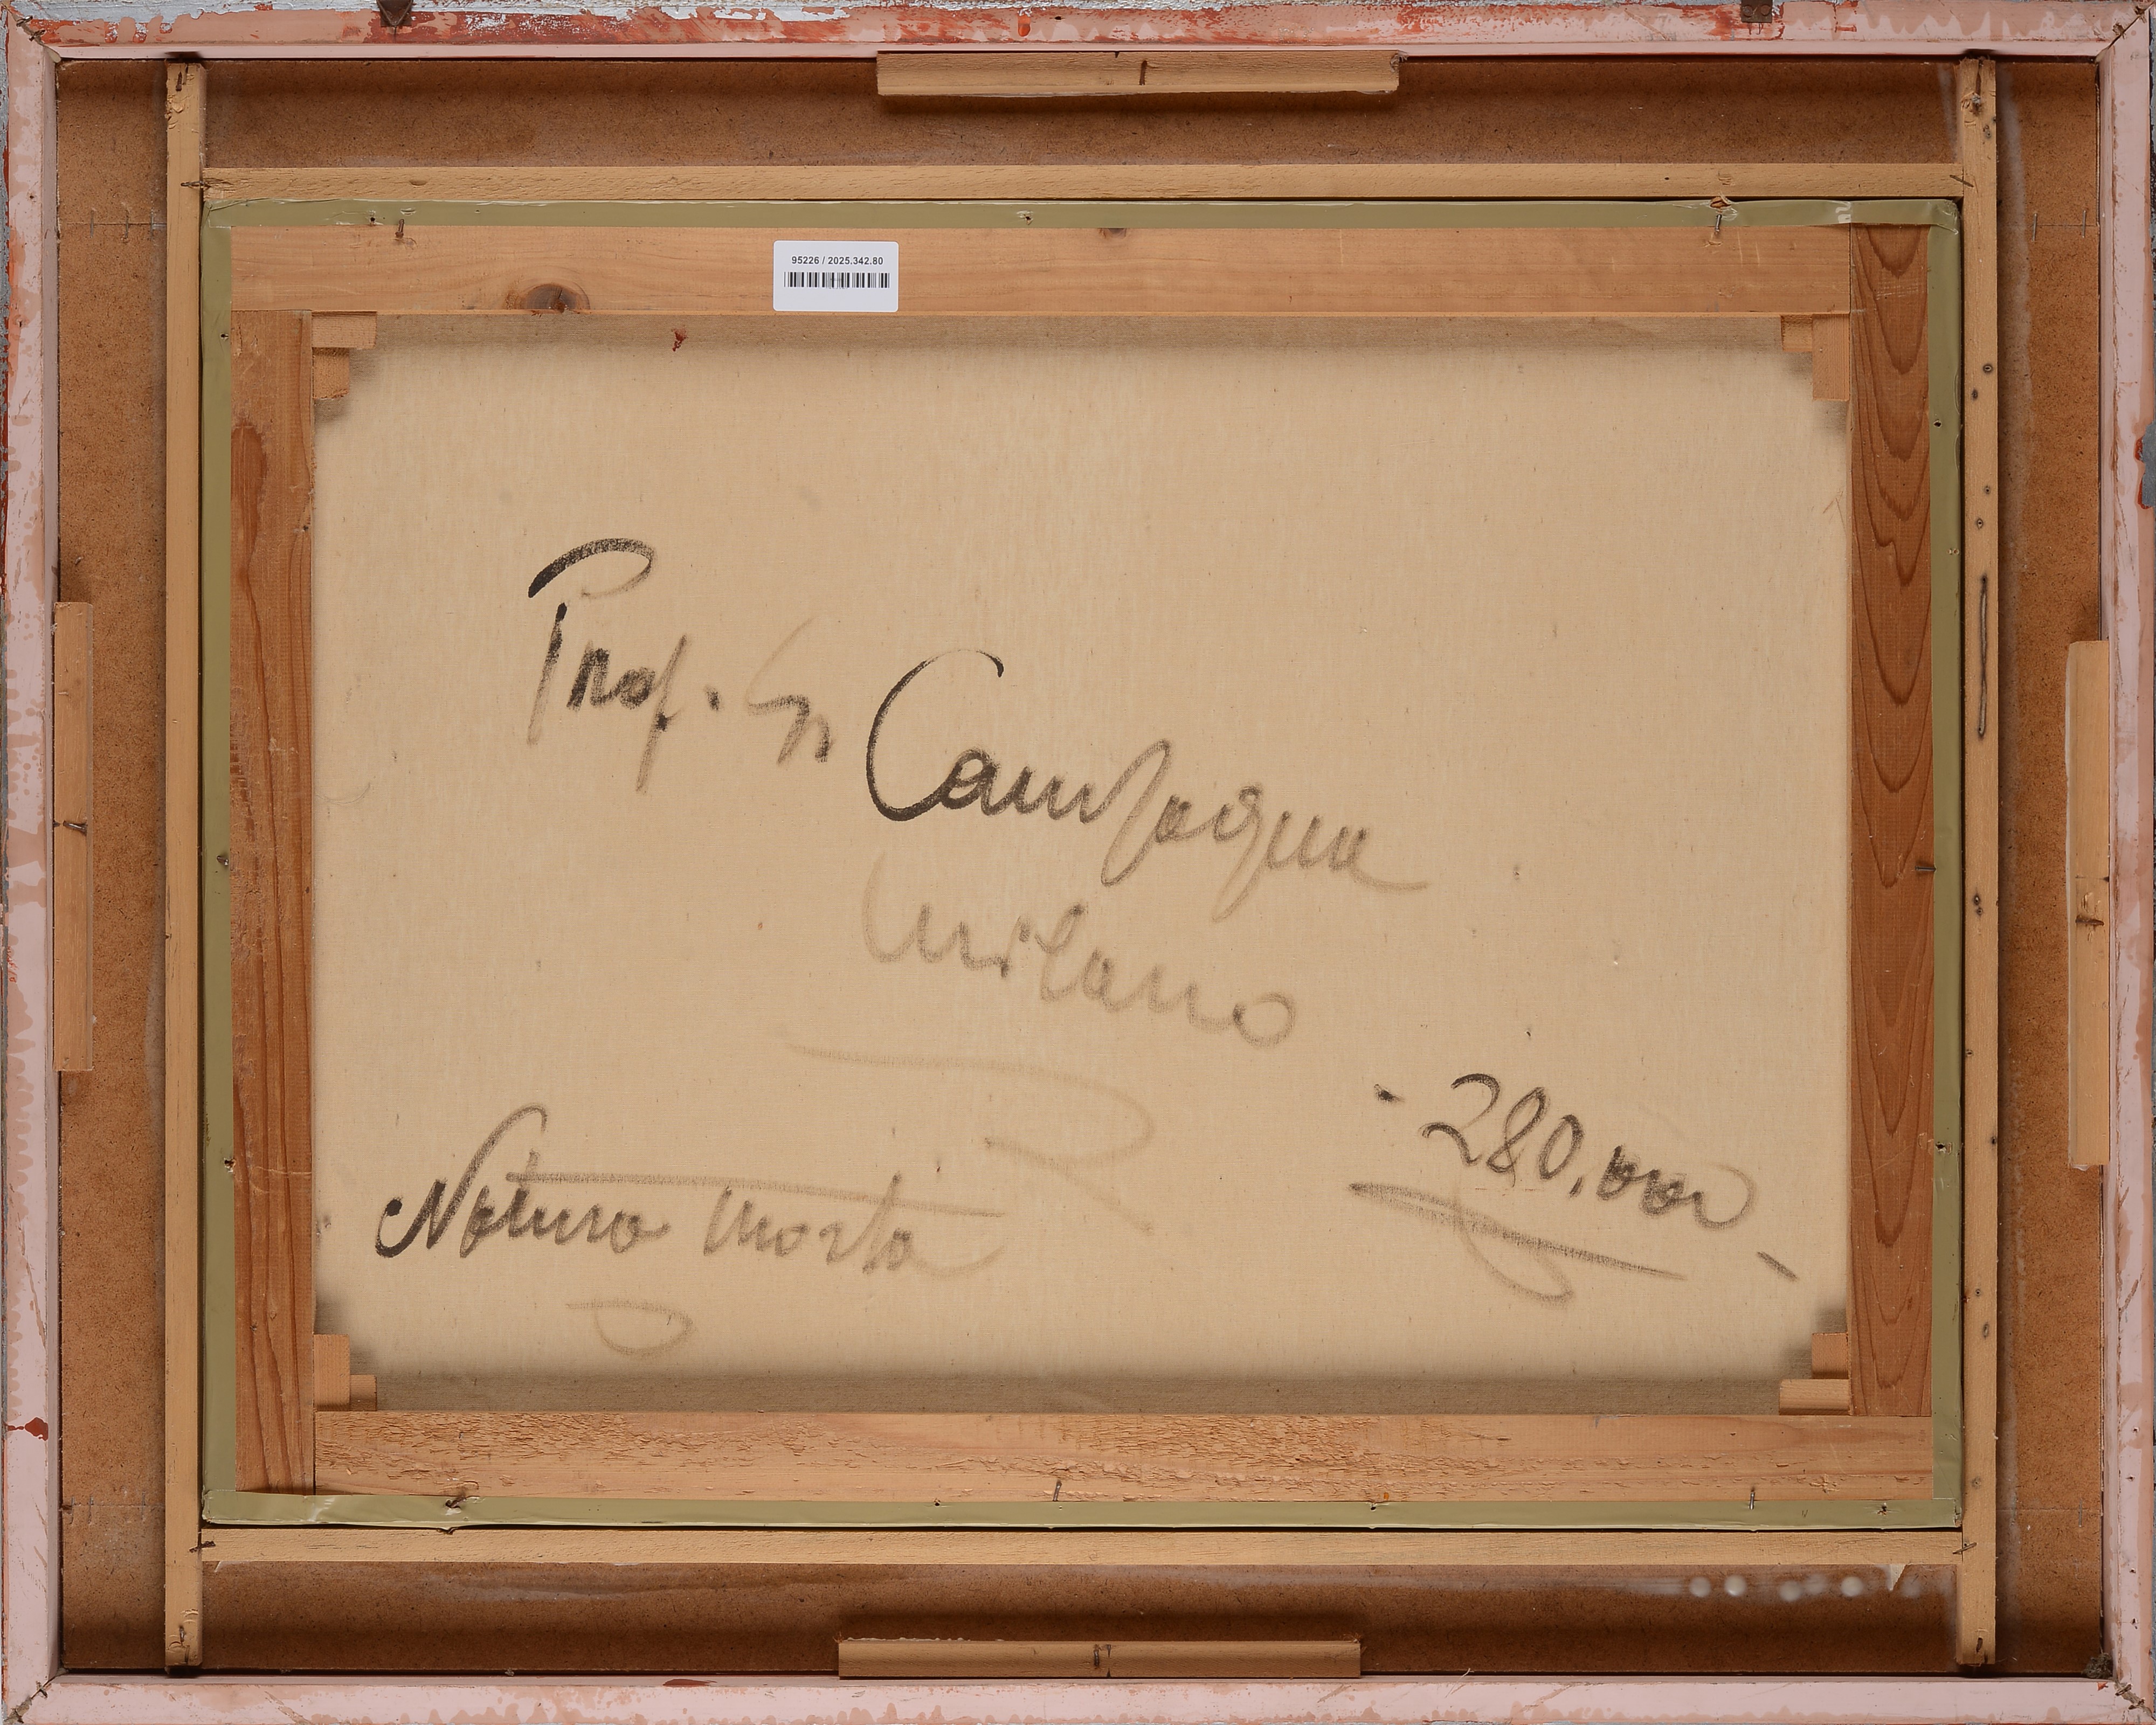 95226 / 2025.342.80
Prof. G. Campagna
Milano
280.000
Natura morta